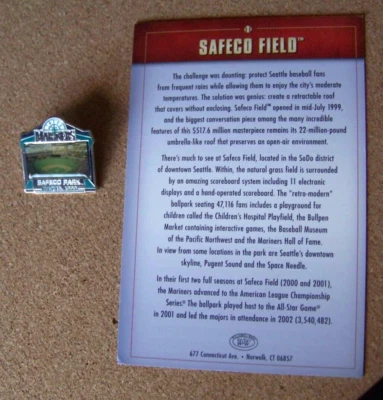 MARINERS
SAFECO PARK
SAFECO FIELD™
The challenge was daunting: protect Seattle baseball fans
from frequent rains while allowing them to enjoy the city's moderate
temperatures. The solution was genius: create a retractable roof
that covers without enclosing. Safeco Field™ opened in mid-July 1999,
and the biggest conversation piece among the many incredible
features of this $517.6 million masterpiece remains its 22-million-pound
umbrella-like roof that preserves an open-air environment.
There's much to see at Safeco Field, located in the SoDo district
of downtown Seattle. Within, the natural grass field is surrounded
by an amazing scoreboard system including 11 electronic
displays and a hand-operated scoreboard. The "retro-modern"
ballpark seating 47,116 fans includes a playground for
children called the Children's Hospital Playfield, the Bullpen
Market containing interactive games, the Baseball Museum
of the Pacific Northwest and the Mariners Hall of Fame.
In view from some locations in the park are Seattle's downtown
skyline, Pugent Sound and the Space Needle.
In their first two full seasons at Safeco Field (2000 and 2001),
the Mariners advanced to the American League Championship
Series® The ballpark played host to the All-Star Game®
in 2001 and led the majors in attendance in 2002 (3,540,482).
677 Connecticut Ave. • Norwalk, CT 06857